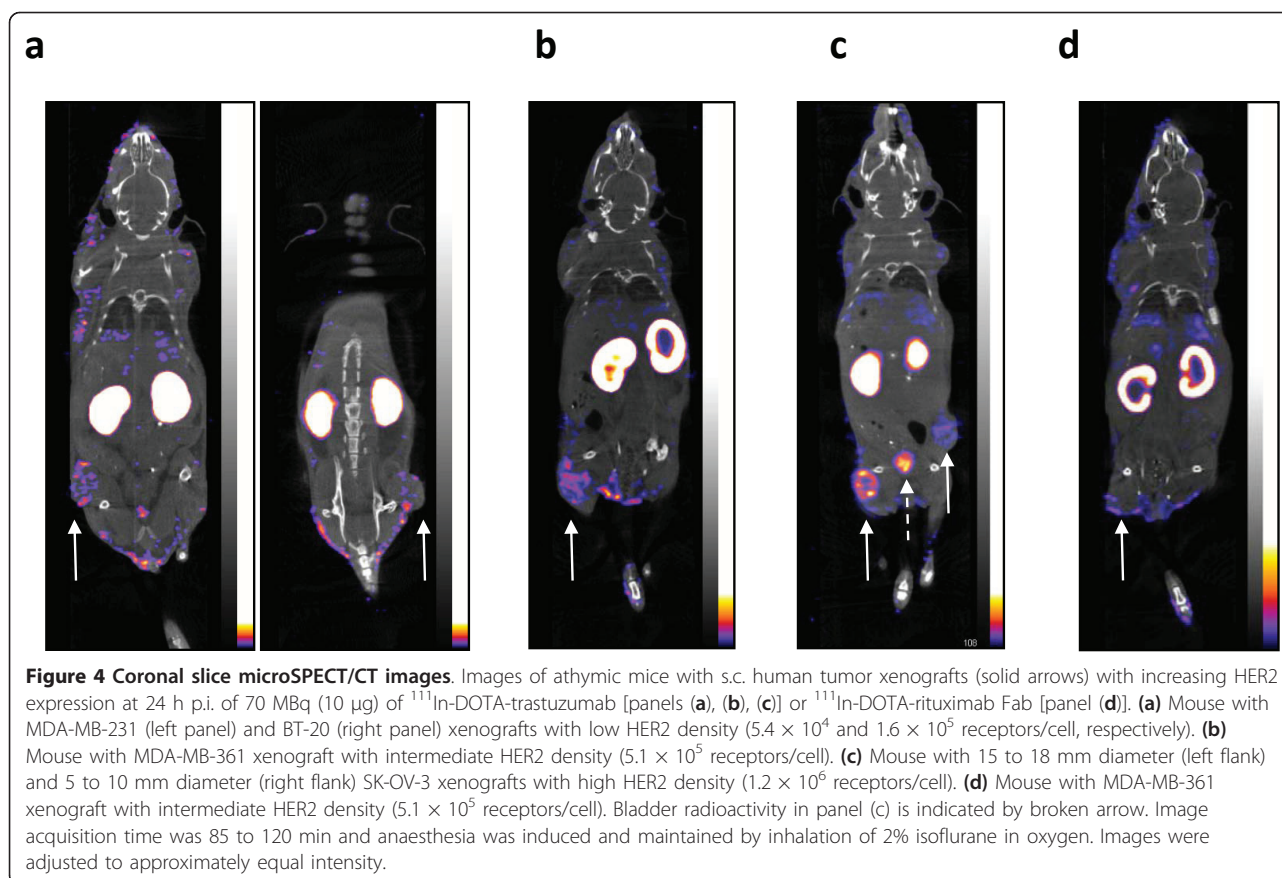 a
b
c
d
108
Figure 4 Coronal slice microSPECT/CT images. Images of athymic mice with s.c. human tumor xenografts (solid arrows) with increasing HER2
expression at 24 h p.i. of 70 MBq (10 μg) of ¹¹¹In-DOTA-trastuzumab [panels (a), (b), (c)] or ¹¹¹In-DOTA-rituximab Fab [panel (d)]. (a) Mouse with
MDA-MB-231 (left panel) and BT-20 (right panel) xenografts with low HER2 density (5.4 × 10⁴ and 1.6 × 10⁵ receptors/cell, respectively). (b)
Mouse with MDA-MB-361 xenograft with intermediate HER2 density (5.1 × 10⁵ receptors/cell). (c) Mouse with 15 to 18 mm diameter (left flank)
and 5 to 10 mm diameter (right flank) SK-OV-3 xenografts with high HER2 density (1.2 × 10⁶ receptors/cell). (d) Mouse with MDA-MB-361
xenograft with intermediate HER2 density (5.1 × 10⁵ receptors/cell). Bladder radioactivity in panel (c) is indicated by broken arrow. Image
acquisition time was 85 to 120 min and anaesthesia was induced and maintained by inhalation of 2% isoflurane in oxygen. Images were
adjusted to approximately equal intensity.